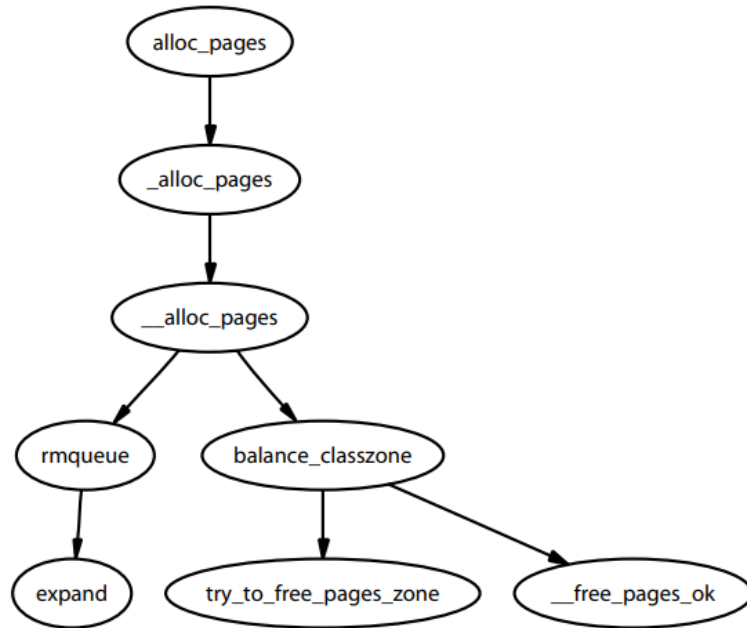 alloc_pages
_alloc_pages
__alloc_pages
rmqueue
balance_classzone
expand
try_to_free_pages_zone
__free_pages_ok